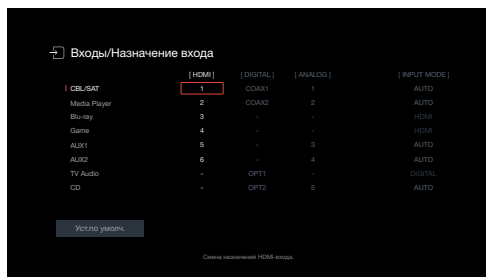 Входы/Назначение входа
[ HDMI ] [ DIGITAL ] [ ANALOG ] [ INPUT MODE ]
CBL/SAT 1 COAX1 1 AUTO
Media Player 2 COAX2 2 AUTO
Blu-ray 3 - - HDMI
Game 4 - - HDMI
AUX1 5 - 3 AUTO
AUX2 6 - 4 AUTO
TV Audio - OPT1 - DIGITAL
CD - OPT2 5 AUTO
Уст.по умолч.
Смена назначений HDMI-входа.